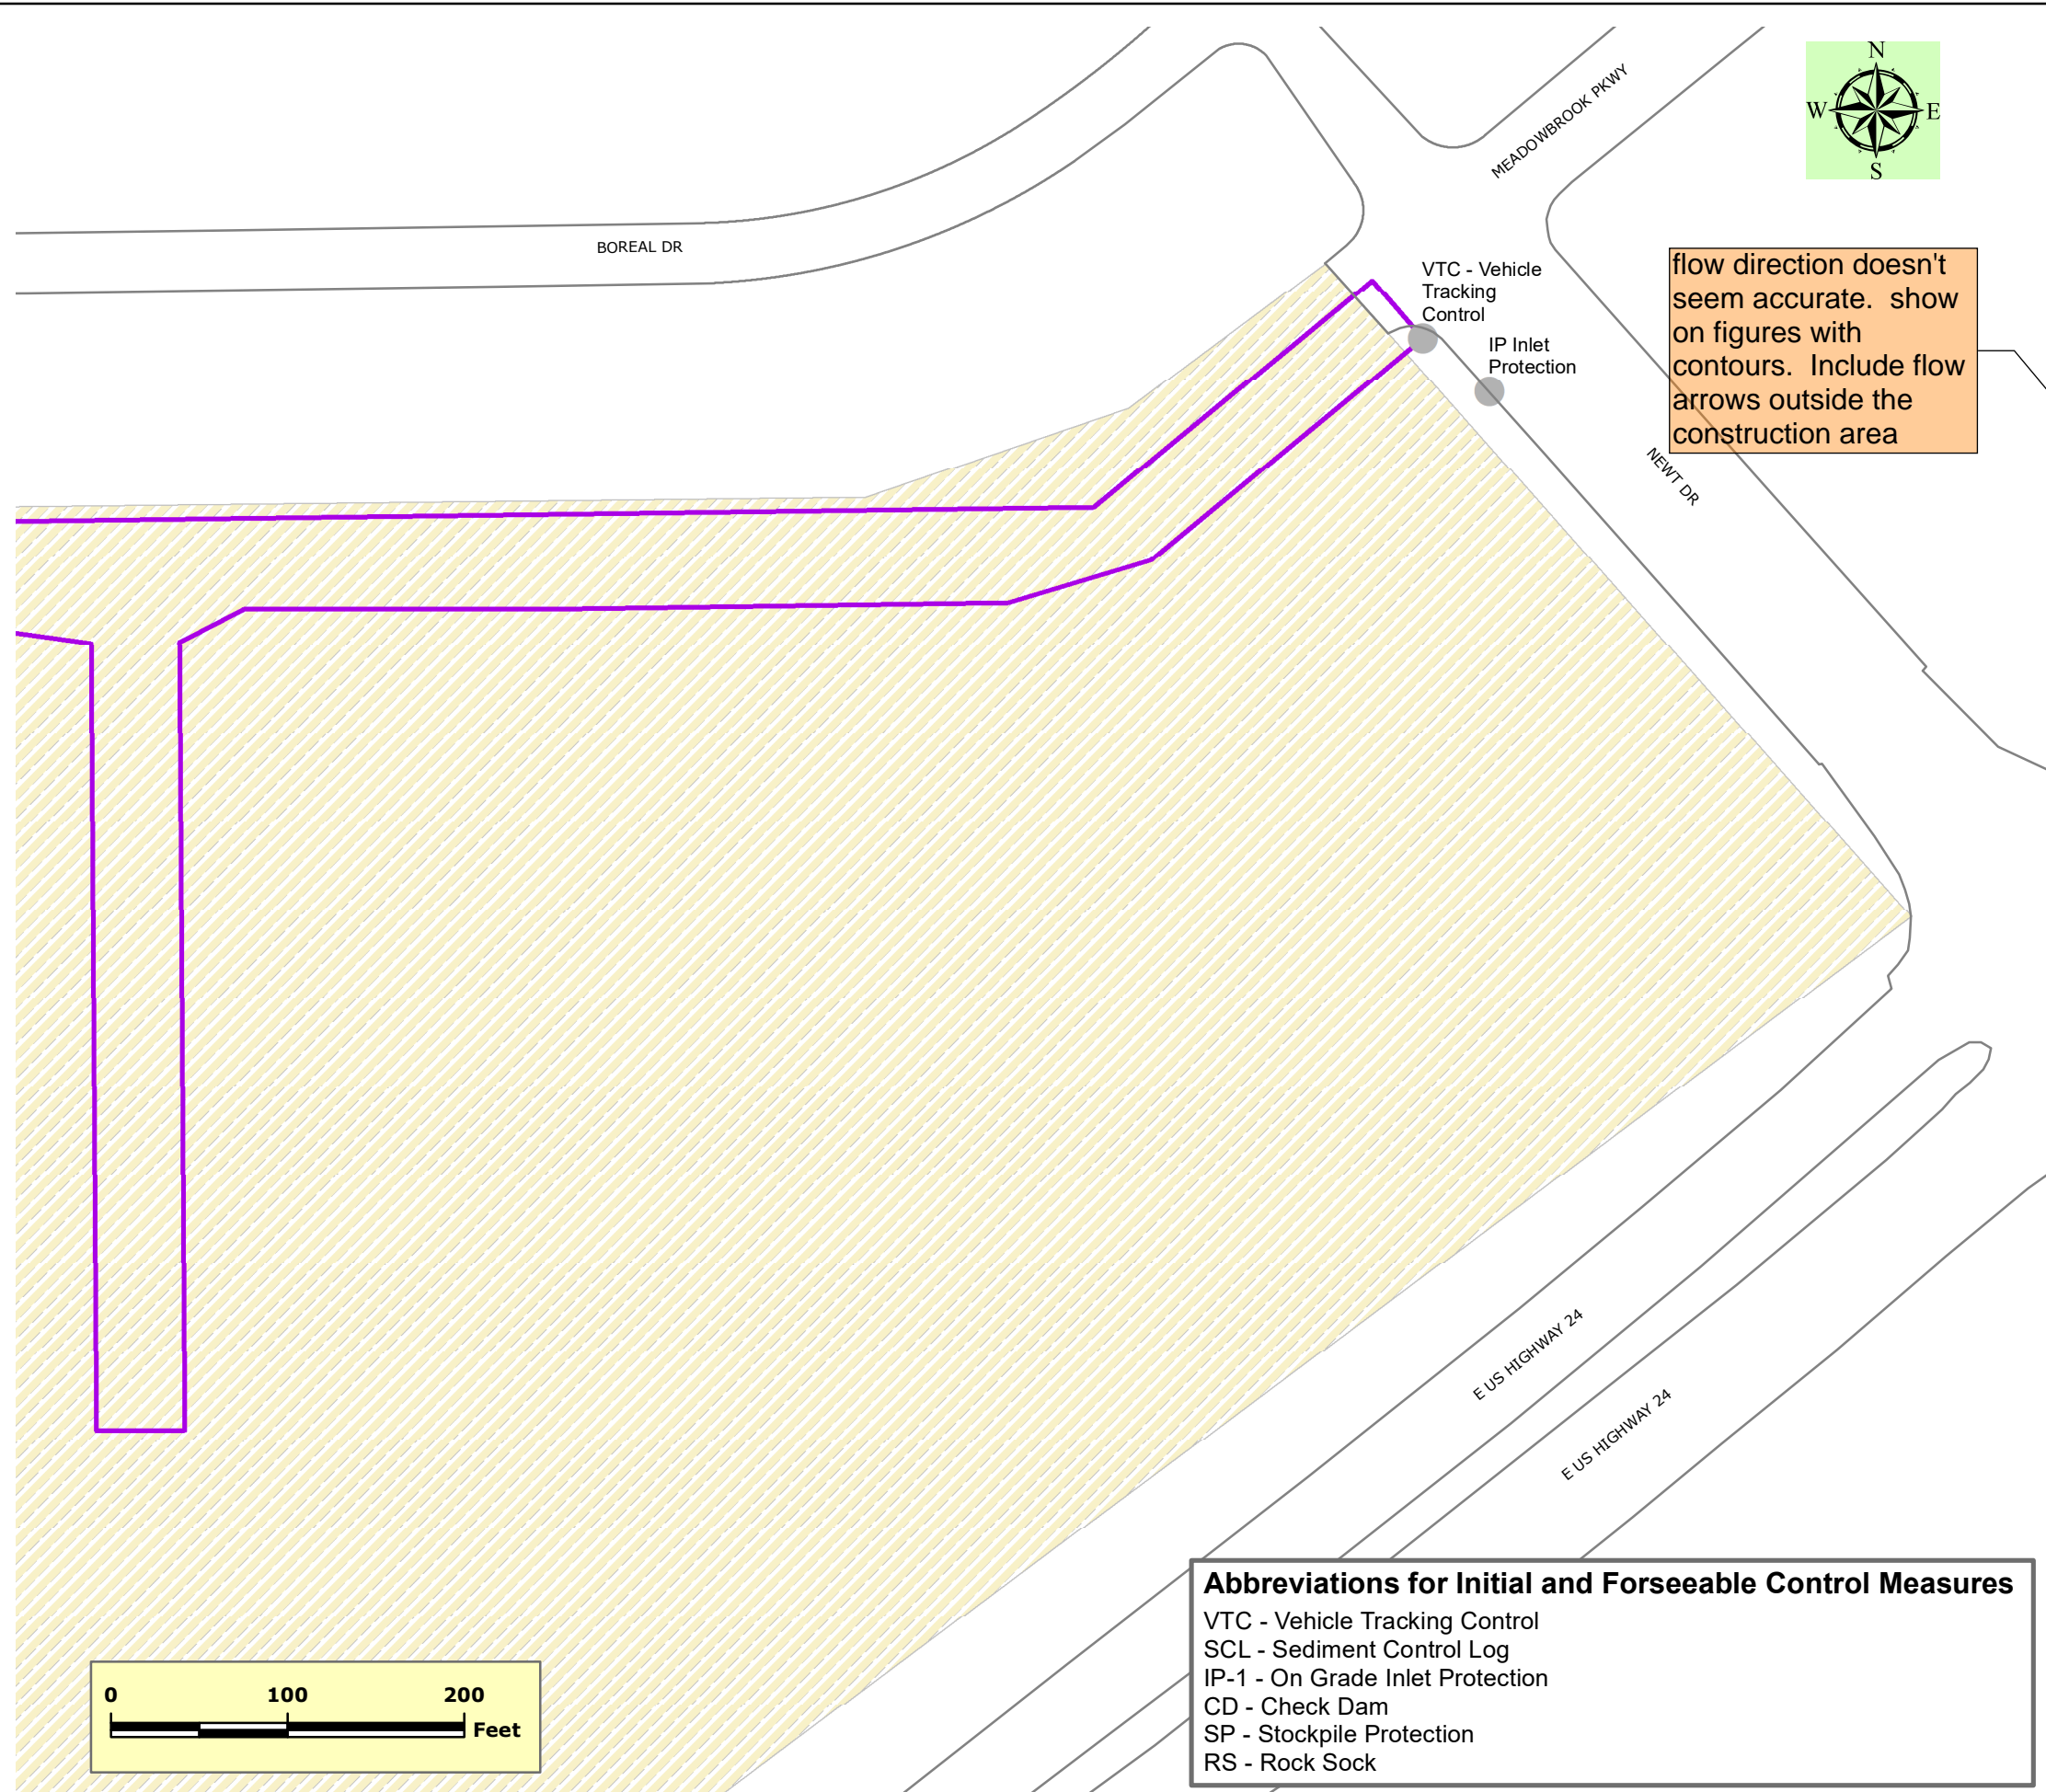 N
W E
S
MEADOWBROOK PKWY
BOREAL DR
VTC - Vehicle
Tracking
Control
IP Inlet
Protection
flow direction doesn't
seem accurate. show
on figures with
contours. Include flow
arrows outside the
construction area
NEWT DR
E US HIGHWAY 24
E US HIGHWAY 24
Abbreviations for Initial and Forseeable Control Measures
VTC - Vehicle Tracking Control
SCL - Sediment Control Log
IP-1 - On Grade Inlet Protection
CD - Check Dam
SP - Stockpile Protection
RS - Rock Sock
0 100 200
Feet